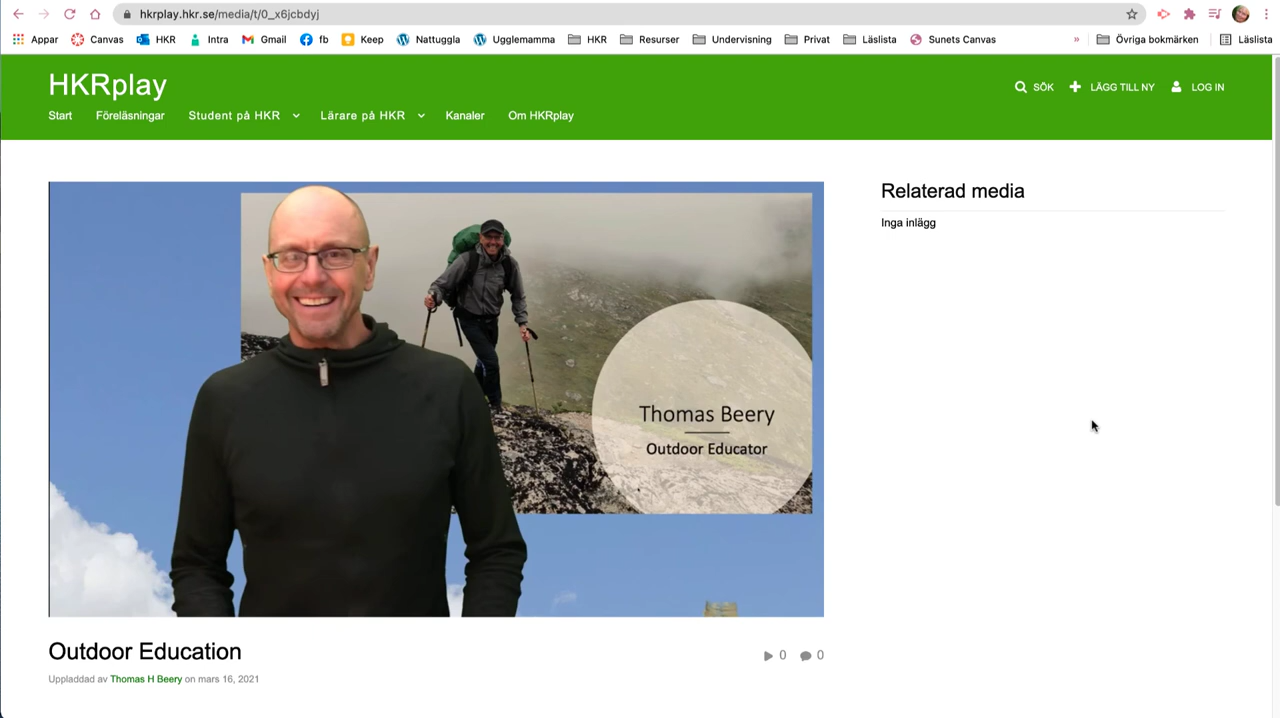 hkrplay.hkr.se/media/t/0_x6jcbdyj
Appar Canvas HKR Intra Gmail fb Keep Nattuggla Ugglemamma HKR Resurser Undervisning Privat Läslista Sunets Canvas » Övriga bokmärken Läslista
HKRplay
SÖK LÄGG TILL NY LOG IN
Start Föreläsningar Student på HKR Lärare på HKR Kanaler Om HKRplay
Relaterad media
Inga inlägg
Thomas Beery
Outdoor Educator
Outdoor Education
0 0
Uppladdad av Thomas H Beery on mars 16, 2021